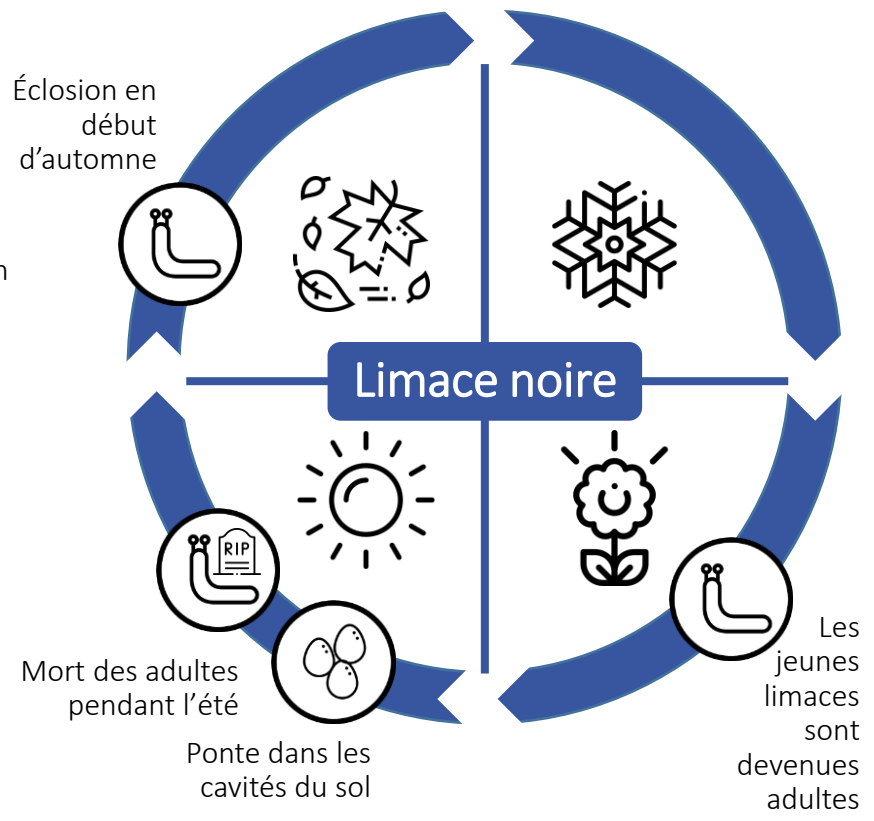 Éclosion en
début
d’automne
n
Limace noire
RIP
Mort des adultes
pendant l’été
Ponte dans les
cavités du sol
Les
jeunes
limaces
sont
devenues
adultes